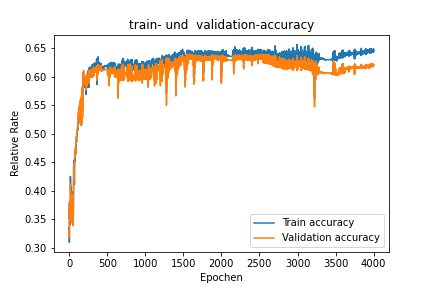 train- und  validation-accuracy
Relative Rate
0.65
0.60
0.55
0.50
0.45
0.40
0.35
0.30
0 500 1000 1500 2000 2500 3000 3500 4000
Epochen
Train accuracy
Validation accuracy